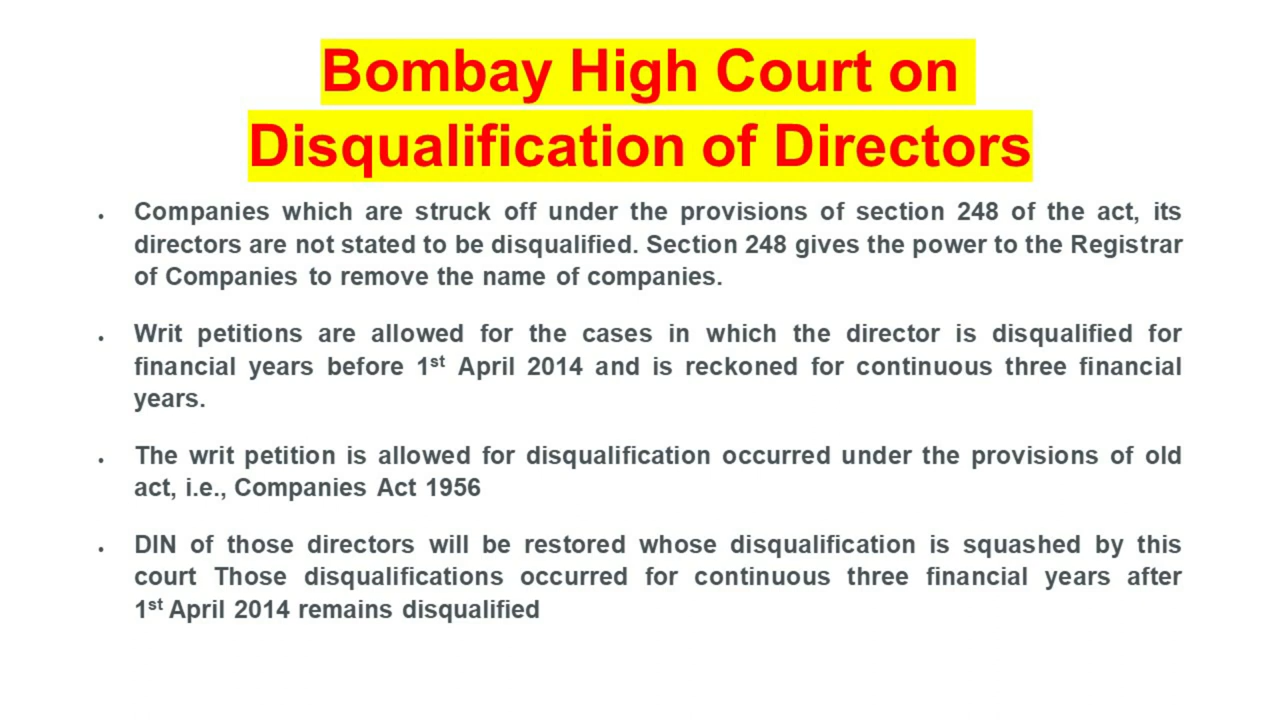 Bombay High Court on
Disqualification of Directors
• Companies which are struck off under the provisions of section 248 of the act, its
directors are not stated to be disqualified. Section 248 gives the power to the Registrar
of Companies to remove the name of companies.
• Writ petitions are allowed for the cases in which the director is disqualified for
financial years before 1st April 2014 and is reckoned for continuous three financial
years.
• The writ petition is allowed for disqualification occurred under the provisions of old
act, i.e., Companies Act 1956
• DIN of those directors will be restored whose disqualification is squashed by this
court Those disqualifications occurred for continuous three financial years after
1st April 2014 remains disqualified